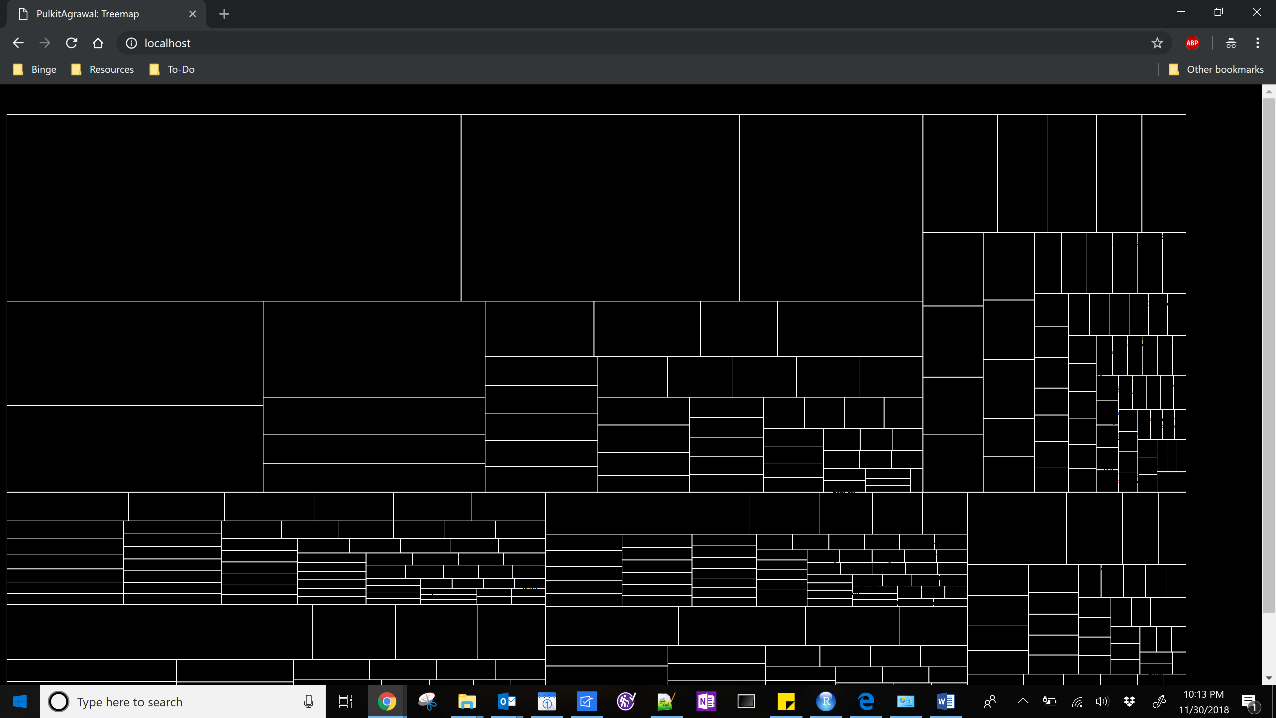 PulkitAgrawal: Treemap
localhost
ABP
Binge Resources To-Do Other bookmarks
Type here to search
10:13 PM
11/30/2018